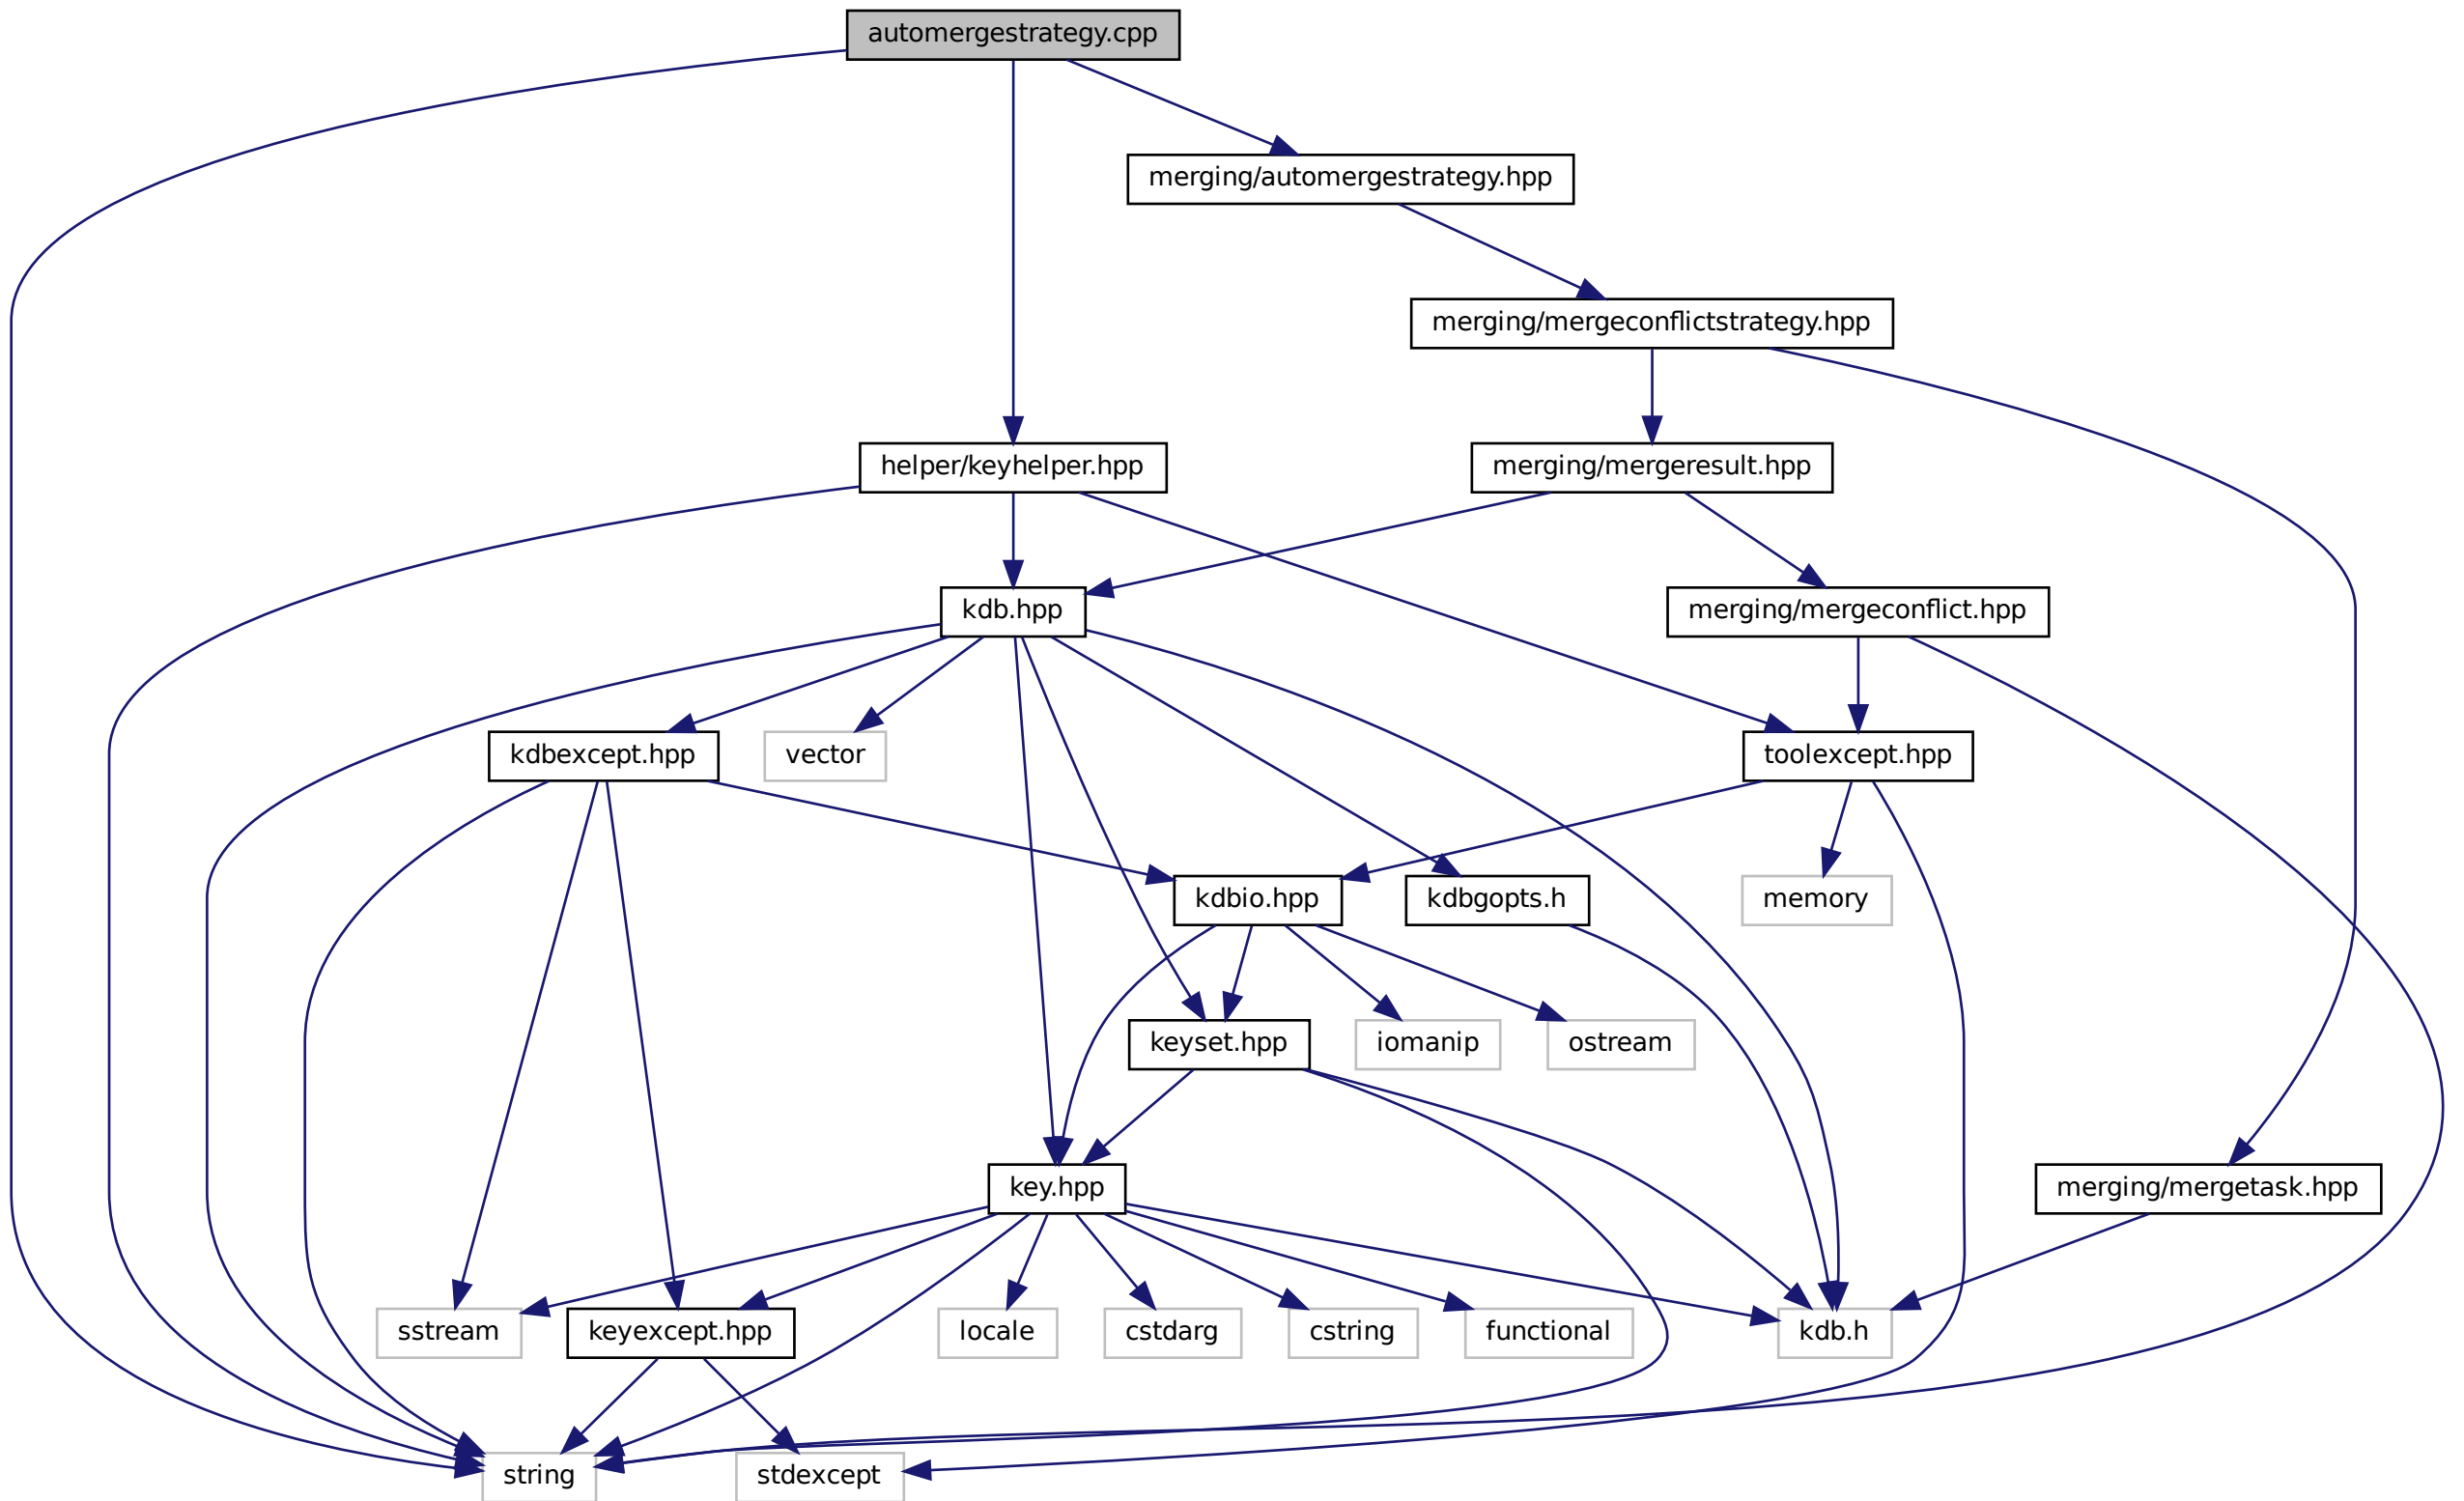 automergestrategy.cpp
merging/automergestrategy.hpp
merging/mergeconflictstrategy.hpp
helper/keyhelper.hpp
merging/mergeresult.hpp
kdb.hpp
merging/mergeconflict.hpp
kdbexcept.hpp
vector
toolexcept.hpp
kdbio.hpp
kdbgopts.h
memory
keyset.hpp
iomanip
ostream
key.hpp
merging/mergetask.hpp
sstream
keyexcept.hpp
locale
cstdarg
cstring
functional
kdb.h
string
stdexcept